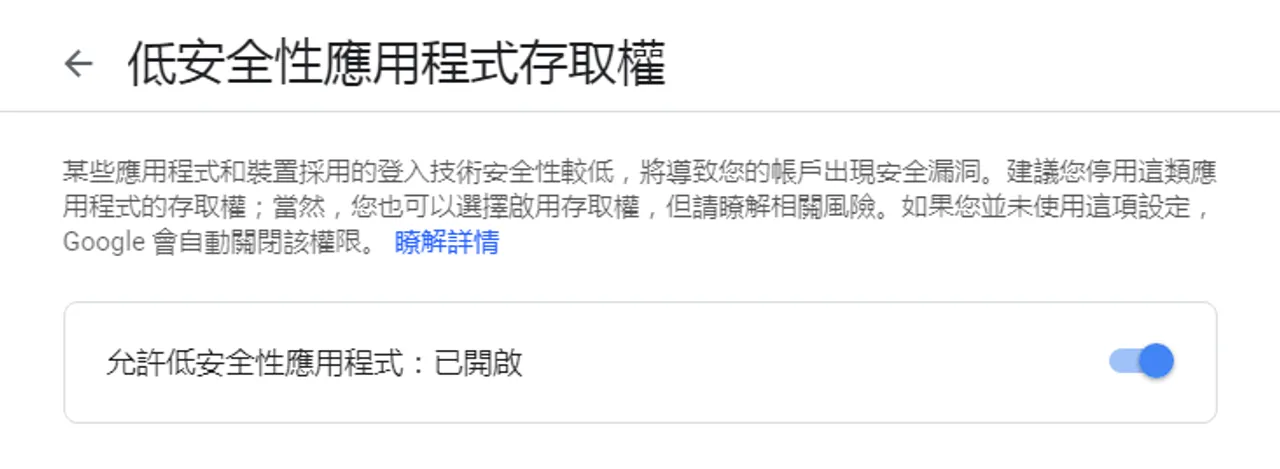 低安全性應用程式存取權
某些應用程式和裝置採用的登入技術安全性較低，將導致您的帳戶出現安全漏洞。建議您停用這類應
用程式的存取權；當然，您也可以選擇啟用存取權，但請瞭解相關風險。如果您並未使用這項設定，
Google 會自動關閉該權限。 瞭解詳情
允許低安全性應用程式：已開啟